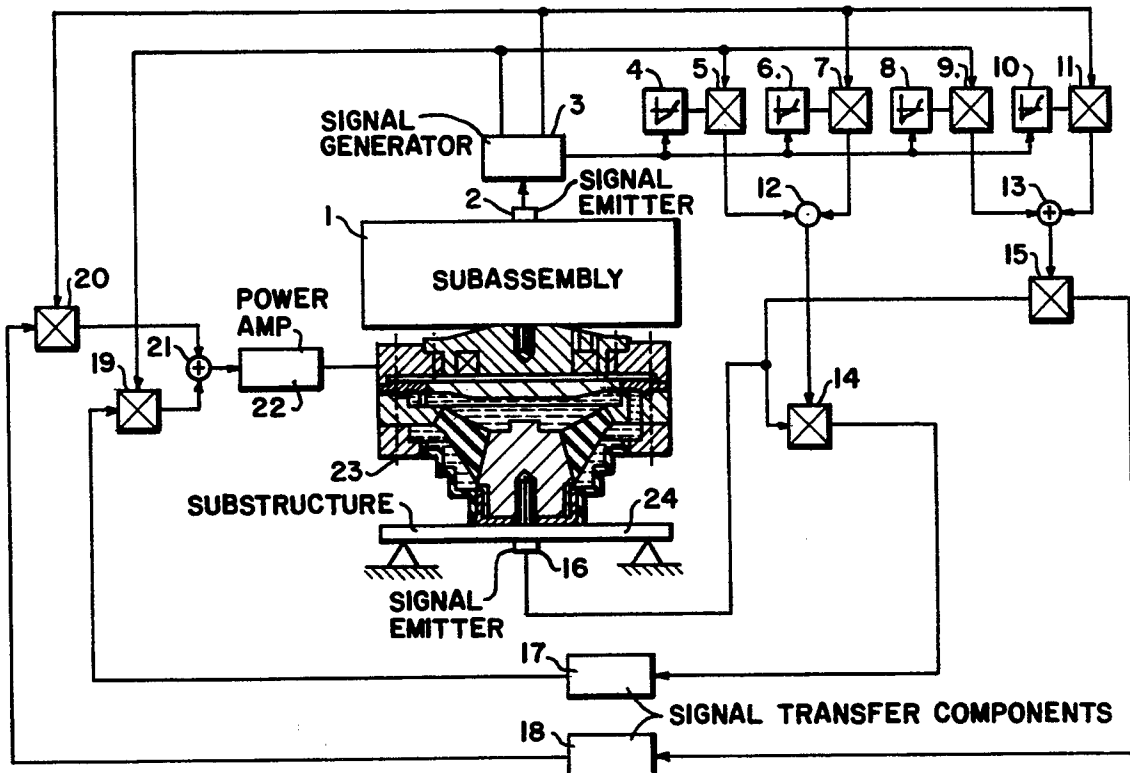 4
5
6.
7
8
9.
10
11
3
SIGNAL
GENERATOR
2
SIGNAL
EMITTER
12
13
1
SUBASSEMBLY
15
20
POWER
AMP
21
19
22
14
23
SUBSTRUCTURE
24
16
SIGNAL
EMITTER
17
SIGNAL TRANSFER COMPONENTS
18